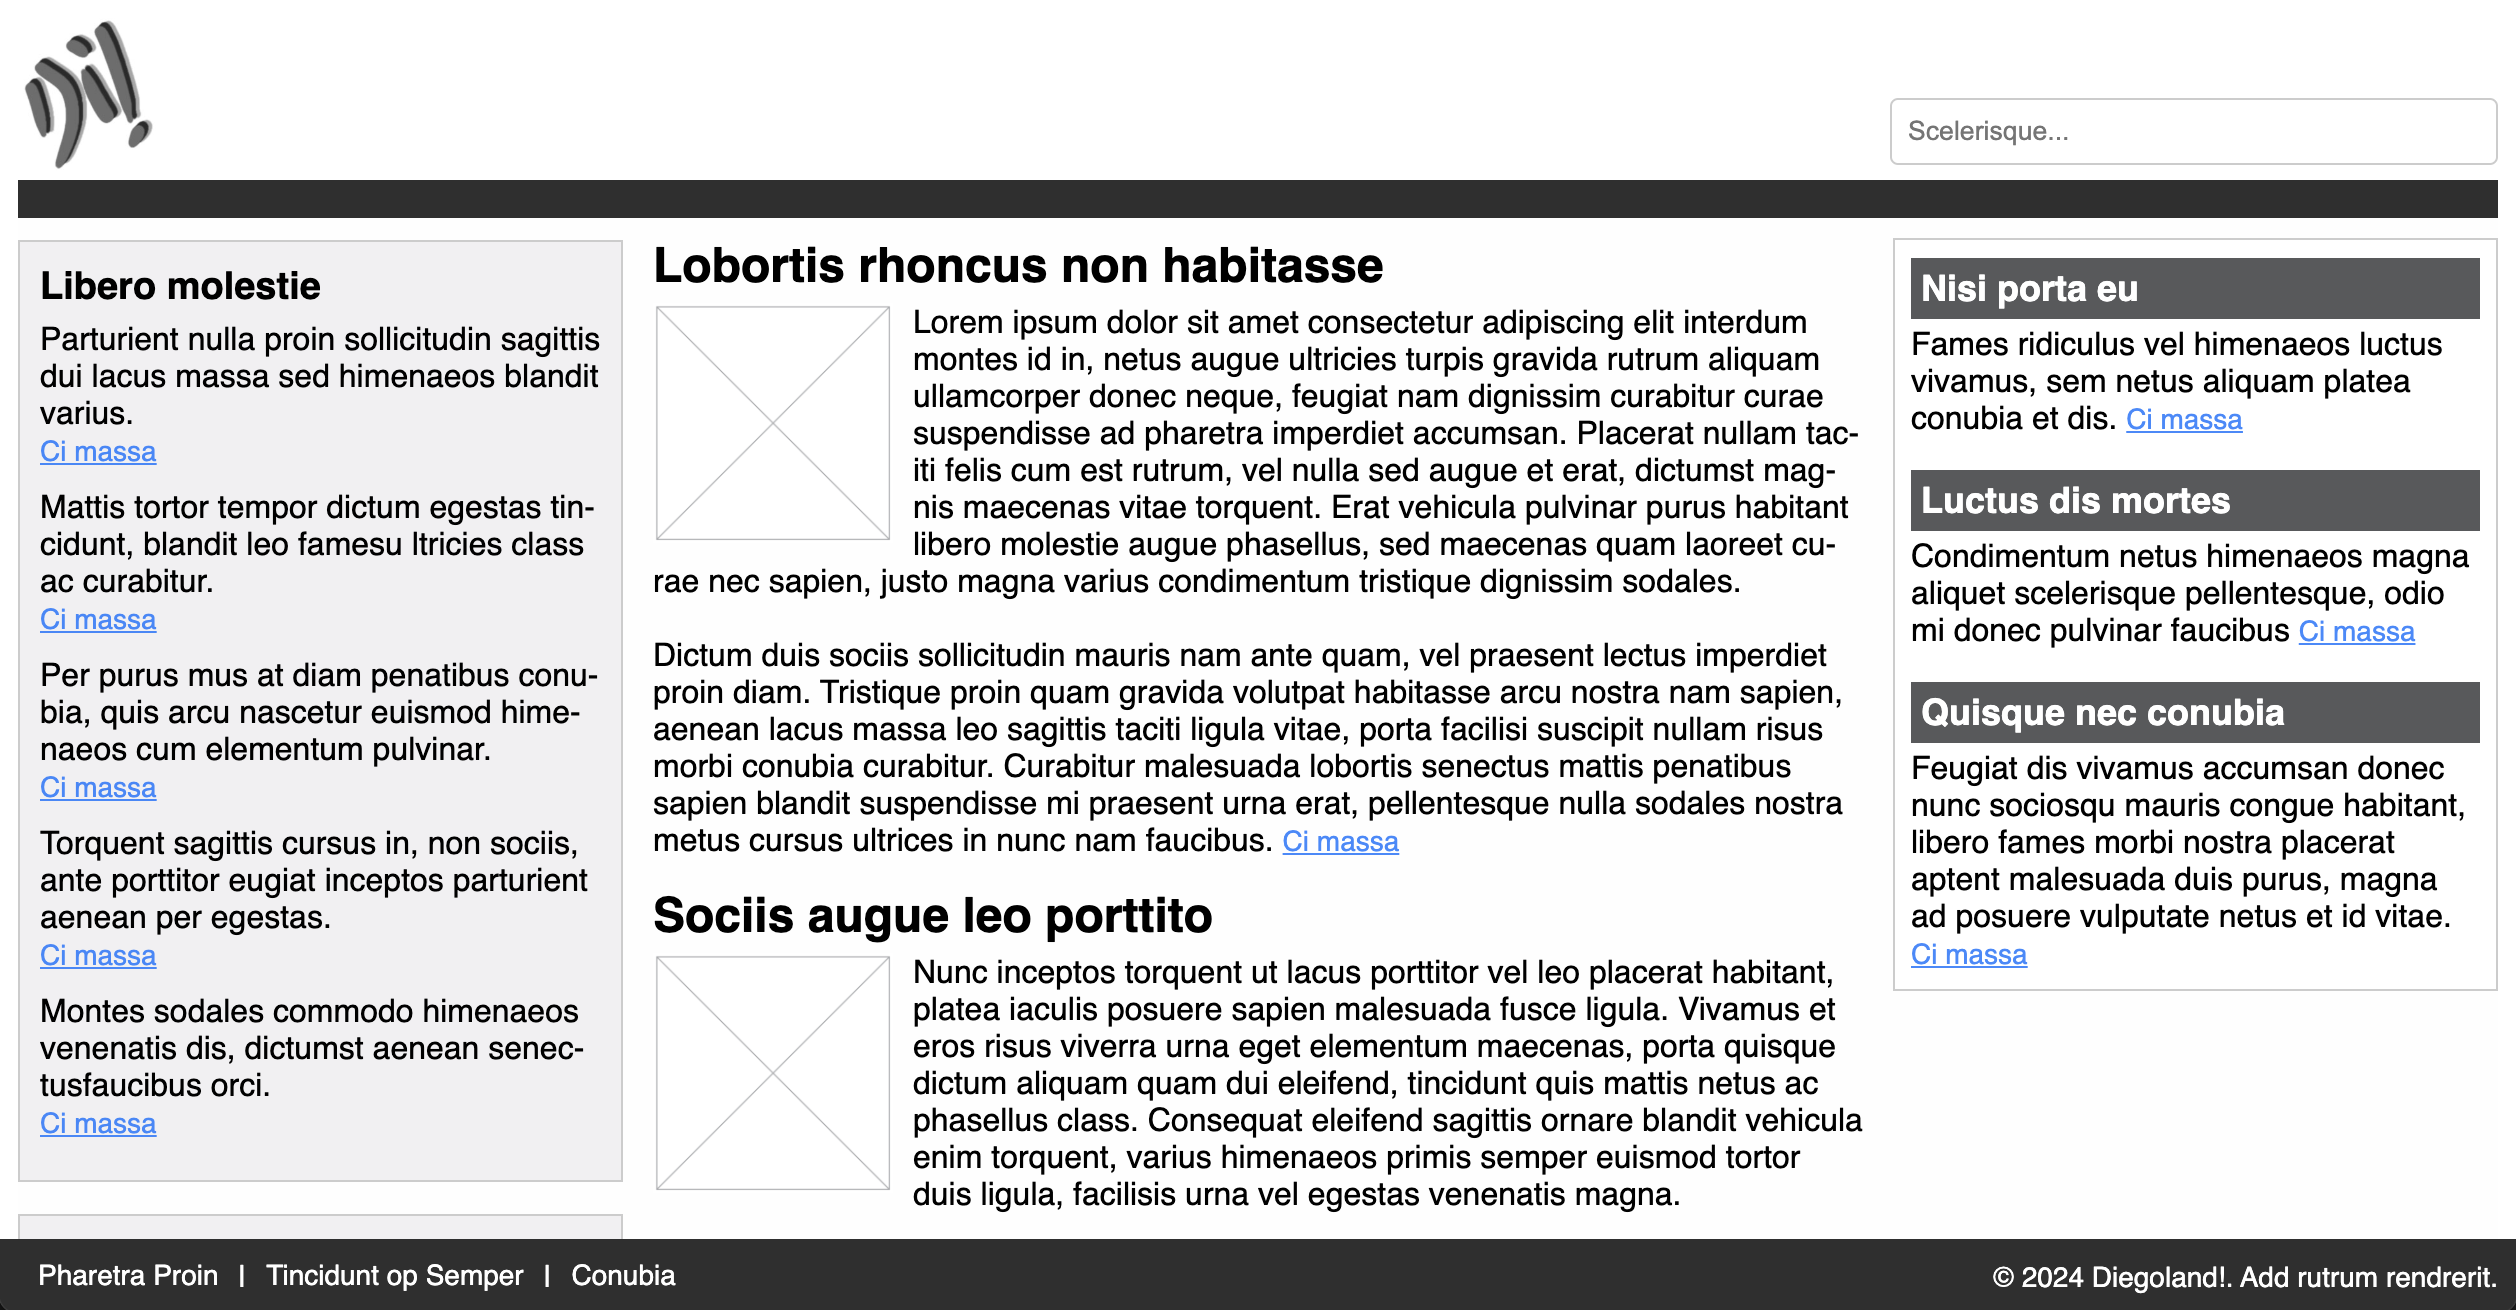 Di!
Scelerisque...
Libero molestie
Parturient nulla proin sollicitudin sagittis
dui lacus massa sed himenaeos blandit
varius.
Ci massa
Mattis tortor tempor dictum egestas tin-
cidunt, blandit leo famesu ltricies class
ac curabitur.
Ci massa
Per purus mus at diam penatibus conu-
bia, quis arcu nascetur euismod hime-
naeos cum elementum pulvinar.
Ci massa
Torquent sagittis cursus in, non sociis,
ante porttitor eugiat inceptos parturient
aenean per egestas.
Ci massa
Montes sodales commodo himenaeos
venenatis dis, dictumst aenean senec-
tusfaucibus orci.
Ci massa
Lobortis rhoncus non habitasse
Lorem ipsum dolor sit amet consectetur adipiscing elit interdum
montes id in, netus augue ultricies turpis gravida rutrum aliquam
ullamcorper donec neque, feugiat nam dignissim curabitur curae
suspendisse ad pharetra imperdiet accumsan. Placerat nullam tac-
iti felis cum est rutrum, vel nulla sed augue et erat, dictumst mag-
nis maecenas vitae torquent. Erat vehicula pulvinar purus habitant
libero molestie augue phasellus, sed maecenas quam laoreet cu-
rae nec sapien, justo magna varius condimentum tristique dignissim sodales.
Dictum duis sociis sollicitudin mauris nam ante quam, vel praesent lectus imperdiet
proin diam. Tristique proin quam gravida volutpat habitasse arcu nostra nam sapien,
aenean lacus massa leo sagittis taciti ligula vitae, porta facilisi suscipit nullam risus
morbi conubia curabitur. Curabitur malesuada lobortis senectus mattis penatibus
sapien blandit suspendisse mi praesent urna erat, pellentesque nulla sodales nostra
metus cursus ultrices in nunc nam faucibus. Ci massa
Sociis augue leo porttito
Nunc inceptos torquent ut lacus porttitor vel leo placerat habitant,
platea iaculis posuere sapien malesuada fusce ligula. Vivamus et
eros risus viverra urna eget elementum maecenas, porta quisque
dictum aliquam quam dui eleifend, tincidunt quis mattis netus ac
phasellus class. Consequat eleifend sagittis ornare blandit vehicula
enim torquent, varius himenaeos primis semper euismod tortor
duis ligula, facilisis urna vel egestas venenatis magna.
Nisi porta eu
Fames ridiculus vel himenaeos luctus
vivamus, sem netus aliquam platea
conubia et dis. Ci massa
Luctus dis mortes
Condimentum netus himenaeos magna
aliquet scelerisque pellentesque, odio
mi donec pulvinar faucibus Ci massa
Quisque nec conubia
Feugiat dis vivamus accumsan donec
nunc sociosqu mauris congue habitant,
libero fames morbi nostra placerat
aptent malesuada duis purus, magna
ad posuere vulputate netus et id vitae.
Ci massa
Pharetra Proin | Tincidunt op Semper | Conubia
© 2024 Diegoland!. Add rutrum rendrerit.